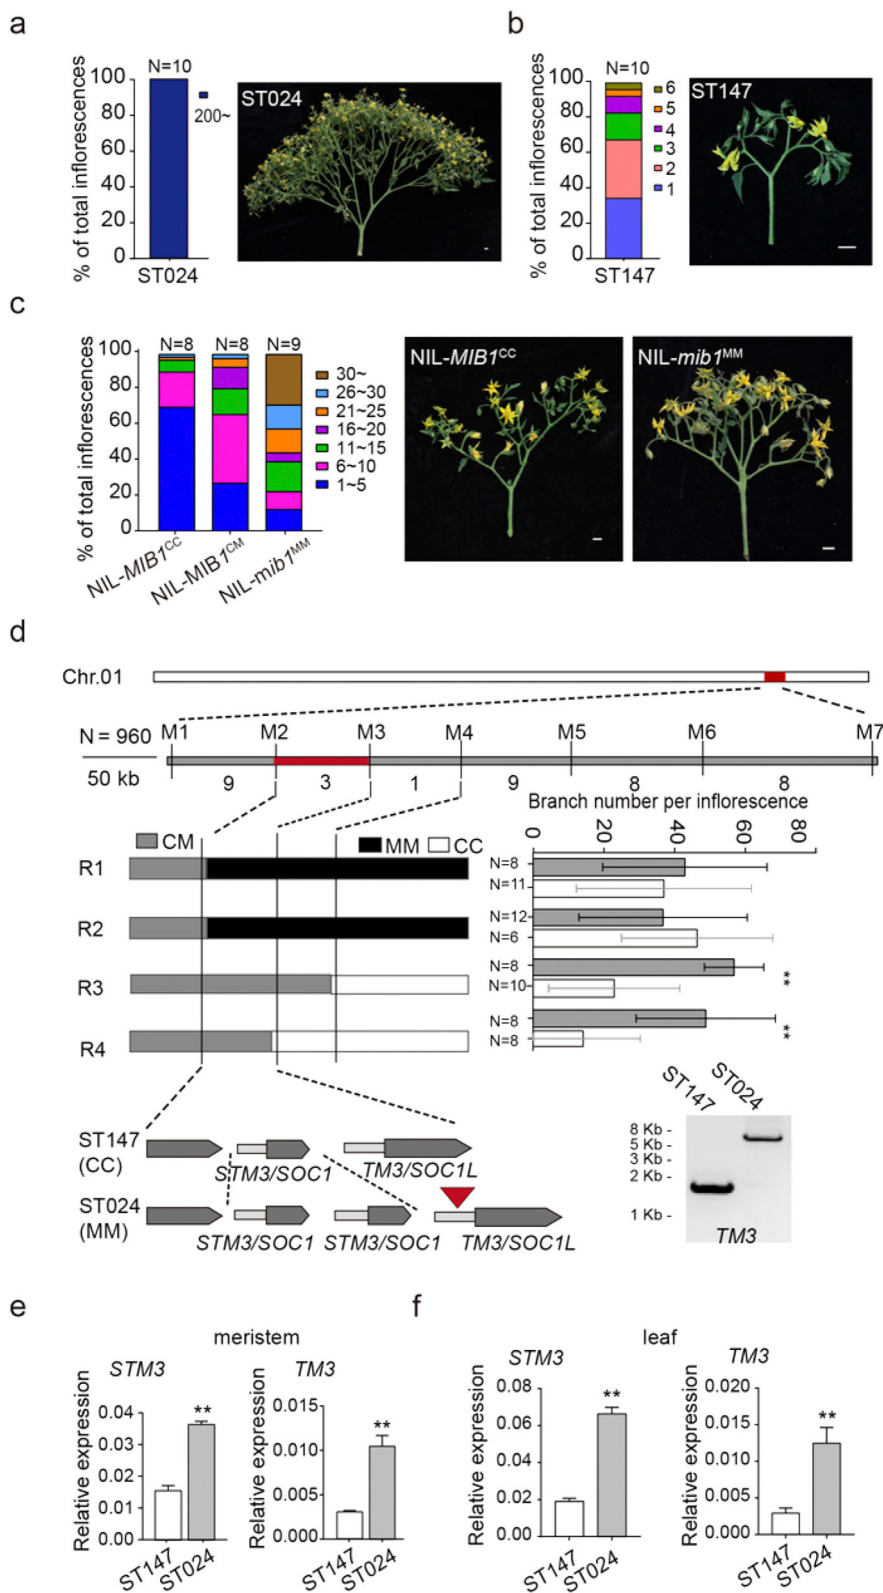 a
% of total inflorescences
100
80
60
40
20
0
N=10
200~
ST024
ST024
b
% of total inflorescences
100
80
60
40
20
0
N=10
6
5
4
3
2
1
ST147
ST147
c
% of total inflorescences
100
80
60
40
20
0
N=8 N=8 N=9
30~
26~30
21~25
16~20
11~15
6~10
1~5
NIL-MIB1CC
NIL-MIB1CM
NIL-mib1MM
NIL-MIB1CC
NIL-mib1MM
d
Chr.01
N = 960
50 kb
M1 M2 M3 M4 M5 M6 M7
9 3 1 9 8 8
Branch number per inflorescence
0 20 40 60 80
CM MM CC
R1
R2
R3
R4
N=8
N=11
N=12
N=6
N=8
N=10
N=8
N=8
**
**
ST147
(CC)
STM3/SOC1 TM3/SOC1L
ST024
(MM)
STM3/SOC1 STM3/SOC1 TM3/SOC1L
ST147 ST024
8 Kb -
5 Kb -
3 Kb -
2 Kb -
1 Kb -
TM3
e
meristem
STM3
Relative expression
0.04
0.03
0.02
0.01
0.00
**
ST147 ST024
TM3
Relative expression
0.015
0.010
0.005
0.000
**
ST147 ST024
f
leaf
STM3
Relative expression
0.08
0.06
0.04
0.02
0.00
**
ST147 ST024
TM3
Relative expression
0.020
0.015
0.010
0.005
0.000
**
ST147 ST024